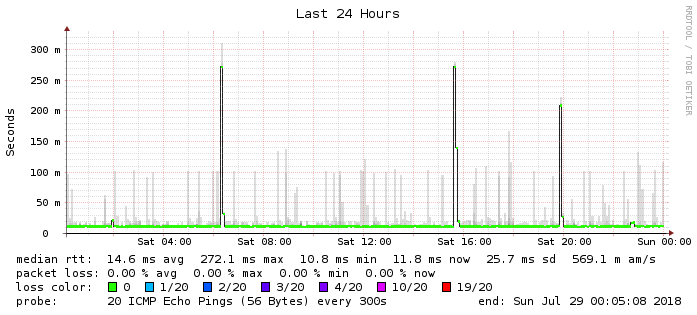 Last 24 Hours
RRDTOOL / TOBI OETIKER
Seconds
300 m
250 m
200 m
150 m
100 m
50 m
0
Sat 04:00 Sat 08:00 Sat 12:00 Sat 16:00 Sat 20:00 Sun 00:00
median rtt: 14.6 ms avg 272.1 ms max 10.8 ms min 11.8 ms now 25.7 ms sd 569.1 m am/s
packet loss: 0.00 % avg 0.00 % max 0.00 % min 0.00 % now
loss color: 0 1/20 2/20 3/20 4/20 10/20 19/20
probe: 20 ICMP Echo Pings (56 Bytes) every 300s end: Sun Jul 29 00:05:08 2018